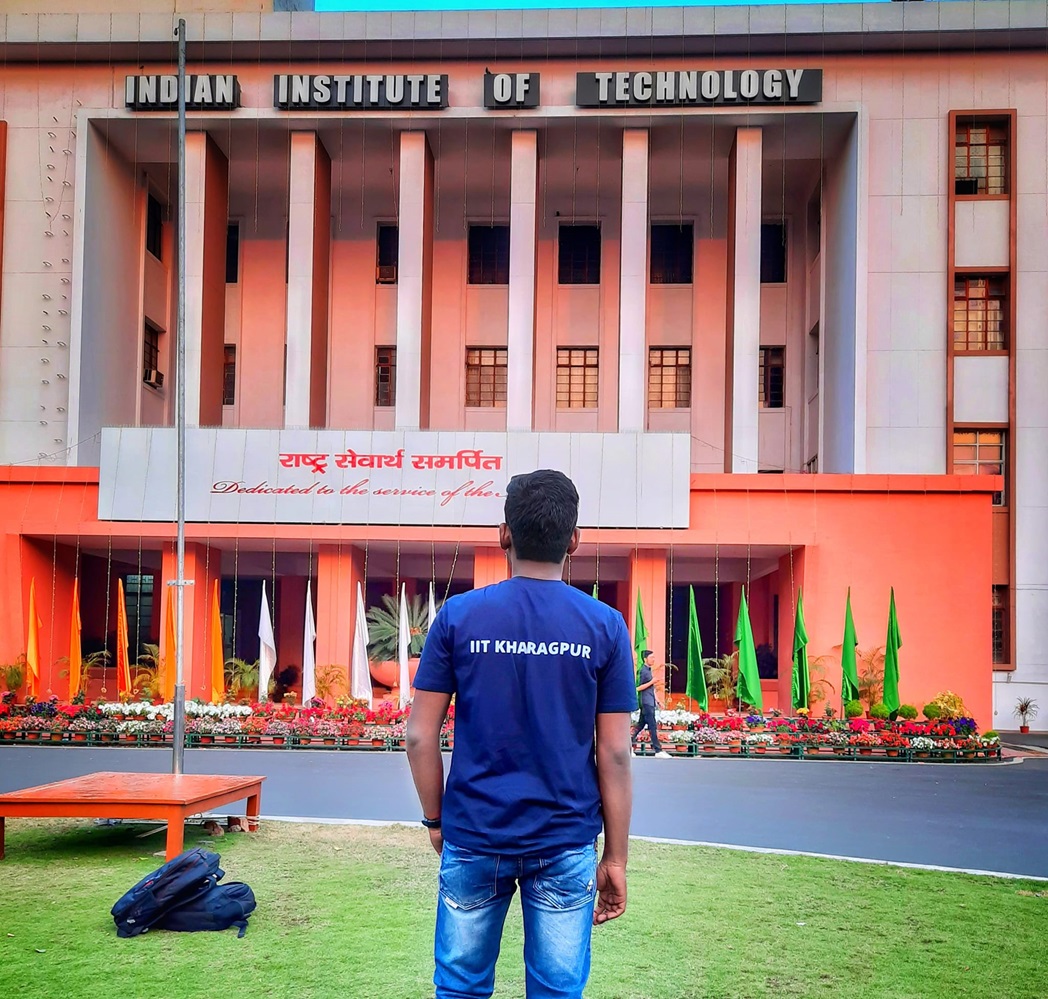 INDIAN INSTITUTE OF TECHNOLOGY
राष्ट्र सेवार्थ समर्पित
Dedicated to the service of the
IIT KHARAGPUR